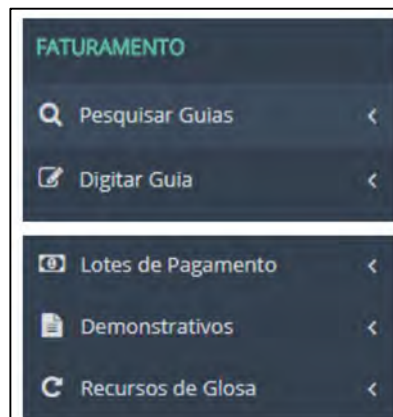 FATURAMENTO
Pesquisar Guias
Digitar Guia
Lotes de Pagamento
Demonstrativos
Recursos de Glosa